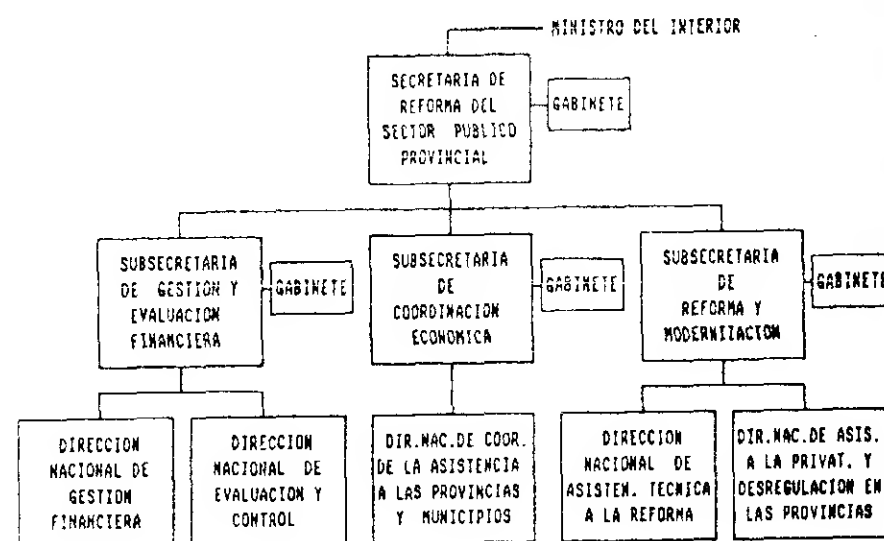 MINISTRO DEL INTERIOR
SECRETARIA DE
REFORMA DEL
SECTOR PUBLICO
PROVINCIAL
GABINETE
SUBSECRETARIA
DE GESTION Y
EVALUACION
FINANCIERA
GABINETE
SUBSECRETARIA
DE
COORDINACION
ECONOMICA
GABINETE
SUBSECRETARIA
DE
REFORMA Y
MODERNIZACION
GABINETE
DIRECCION
NACIONAL DE
GESTION
FINANCIERA
DIRECCION
NACIONAL DE
EVALUACION Y
CONTROL
DIR.NAC.DE COOR.
DE LA ASISTENCIA
A LAS PROVINCIAS
Y MUNICIPIOS
DIRECCION
NACIONAL DE
ASISTEN. TECNICA
A LA REFORMA
DIR.NAC.DE ASIS.
A LA PRIVAT. Y
DESREGULACION EN
LAS PROVINCIAS